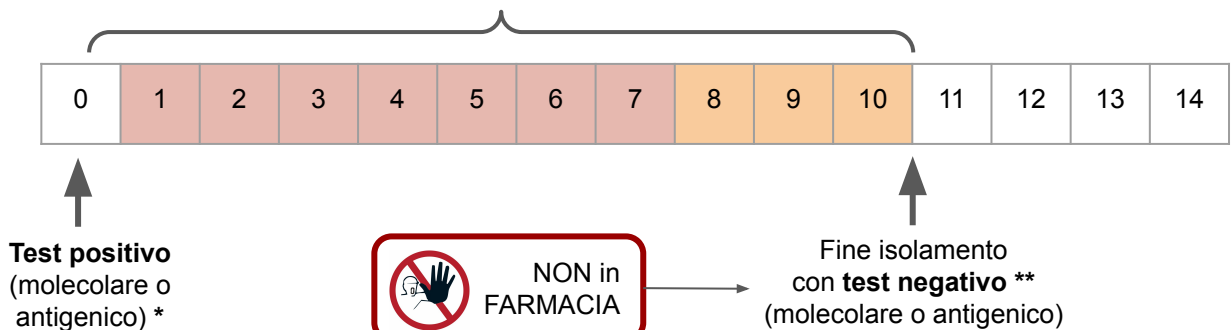 0 1 2 3 4 5 6 7 8 9 10 11 12 13 14
Test positivo
(molecolare o
antigenico) *
NON in
FARMACIA
Fine isolamento
con test negativo **
(molecolare o antigenico)